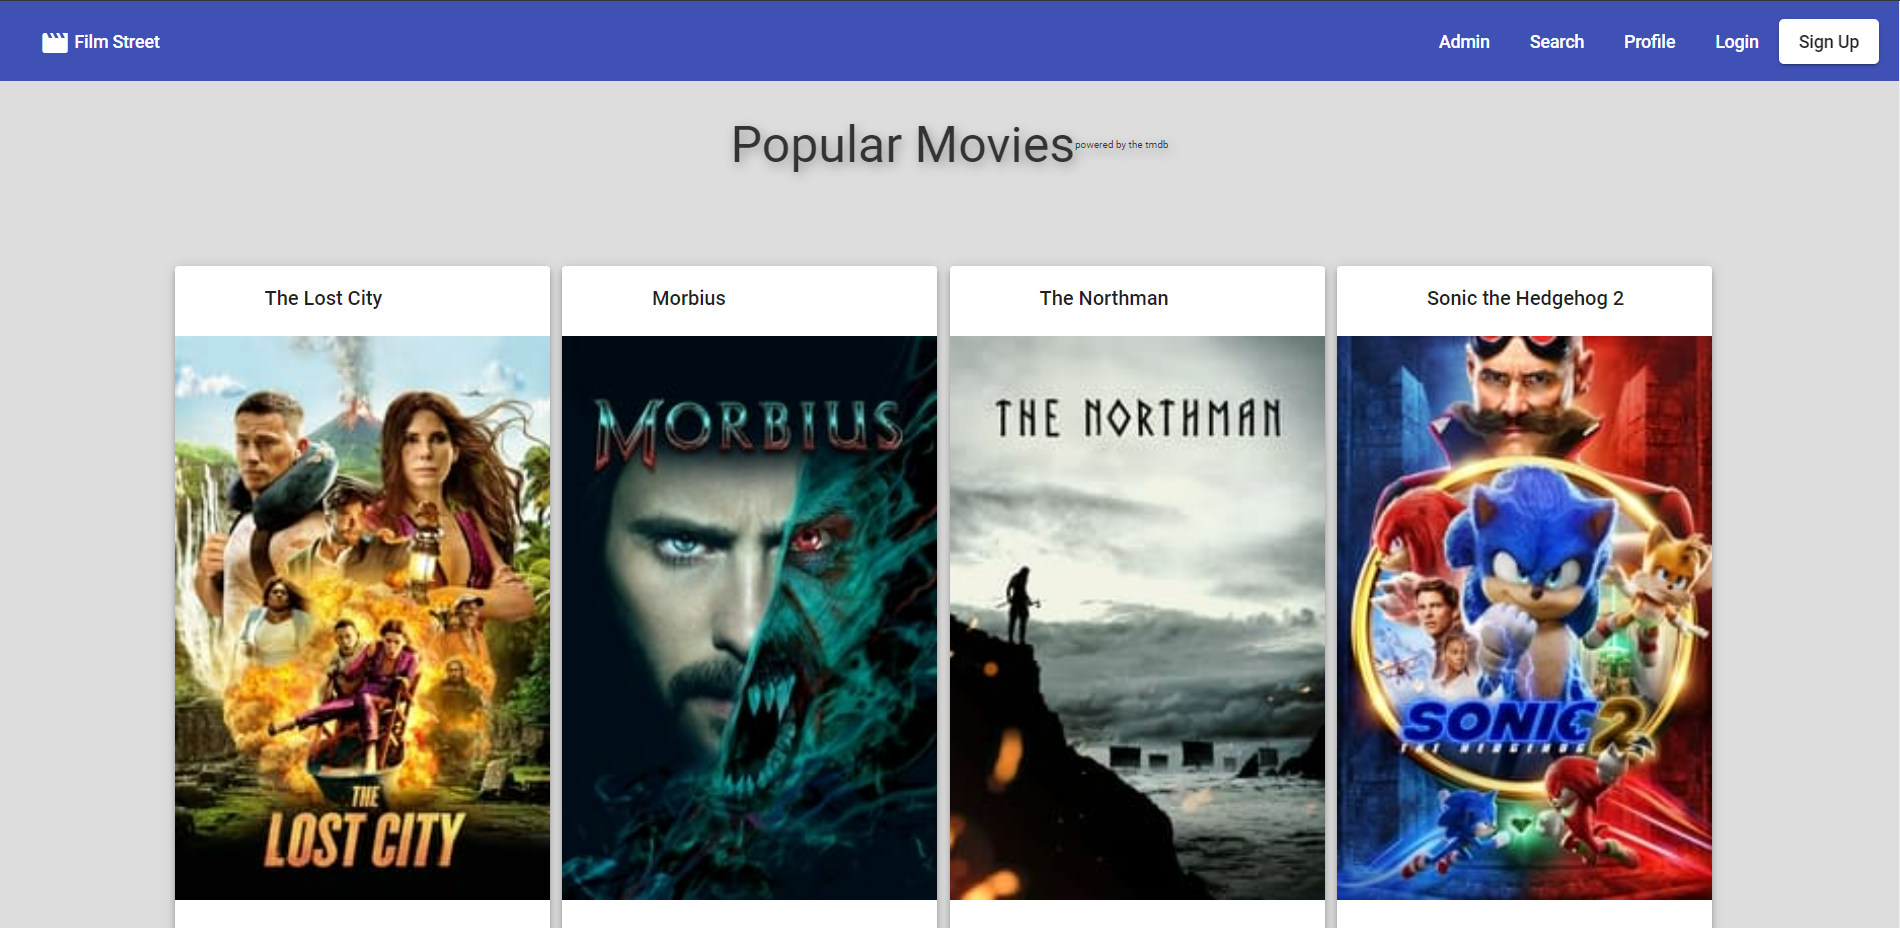 Film Street
Admin Search Profile Login Sign Up
Popular Movies powered by the tmdb
The Lost City
Morbius
The Northman
Sonic the Hedgehog 2
THE
LOST CITY
MORBIUS
THE NORTHMAN
SONIC 2
THE HEDGEHOG